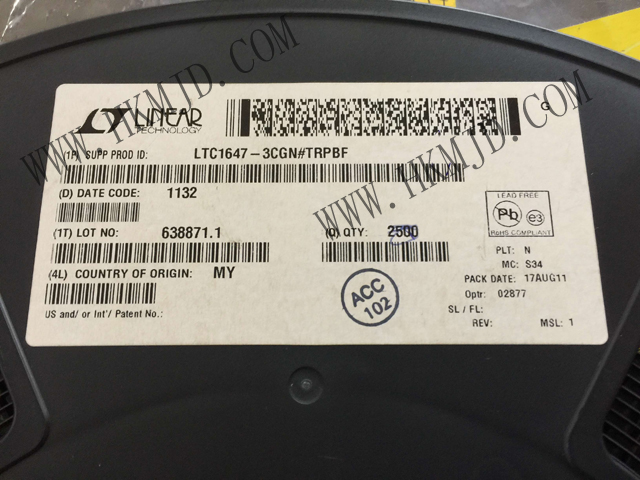 LINEAR
TECHNOLOGY
G
(1P) SUPP PROD ID: LTC1647-3CGN#TRPBF
(D) DATE CODE: 1132
(1T) LOT NO: 638871.1
(Q) QTY: 2500
(4L) COUNTRY OF ORIGIN: MY
US and/ or Int'/ Patent No.:
ACC
102
LEAD FREE
Pb e3
RoHS COMPLIANT
PLT: N
MC: S34
PACK DATE: 17AUG11
Optr: 02877
SL / FL:
REV: MSL: 1
WWW.HKMJD.COM
WWW.HKMJD.COM